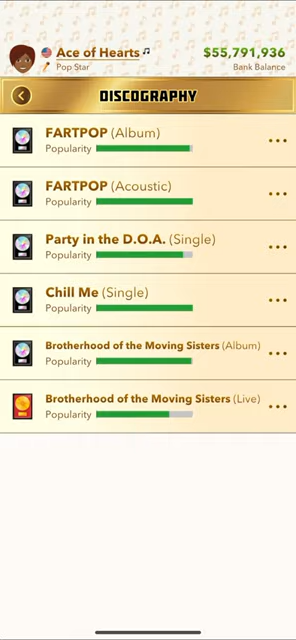 Ace of Hearts
$55,791,936
Pop Star
Bank Balance
DISCOGRAPHY
FARTPOP (Album)
Popularity
FARTPOP (Acoustic)
Popularity
Party in the D.O.A. (Single)
Popularity
Chill Me (Single)
Popularity
Brotherhood of the Moving Sisters (Album)
Popularity
Brotherhood of the Moving Sisters (Live)
Popularity